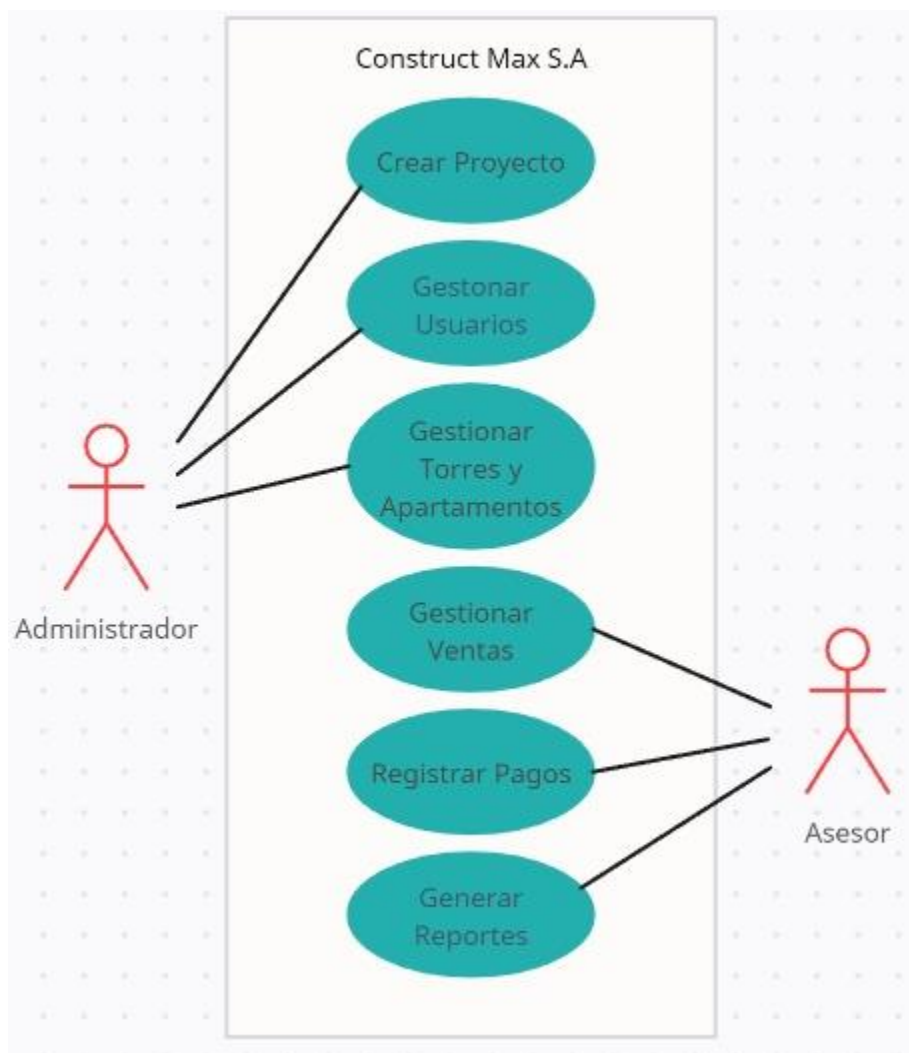 Construct Max S.A
Crear Proyecto
Gestonar
Usuarios
Gestionar
Torres y
Apartamentos
Administrador
Gestionar
Ventas
Registrar Pagos
Asesor
Generar
Reportes